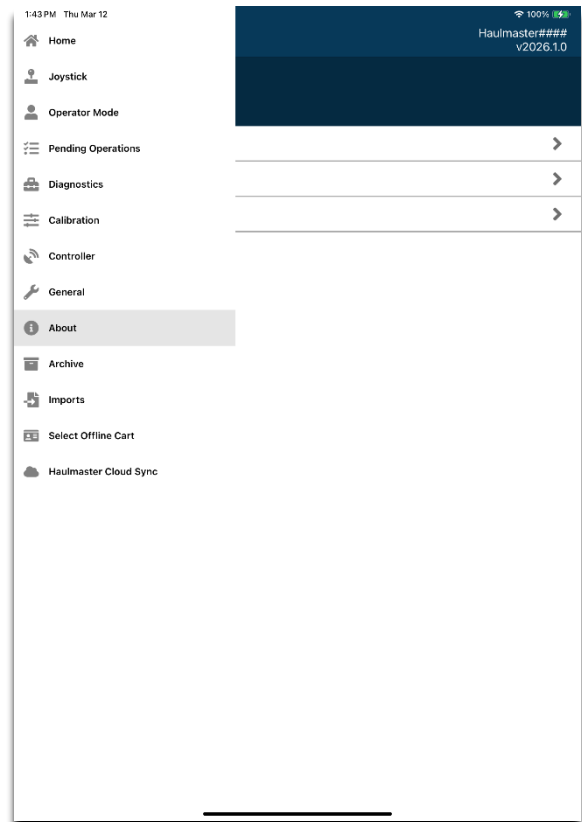 1:43 PM Thu Mar 12
100%
Haulmaster####
v2026.1.0
Home
Joystick
Operator Mode
Pending Operations
Diagnostics
Calibration
Controller
General
About
Archive
Imports
Select Offline Cart
Haulmaster Cloud Sync